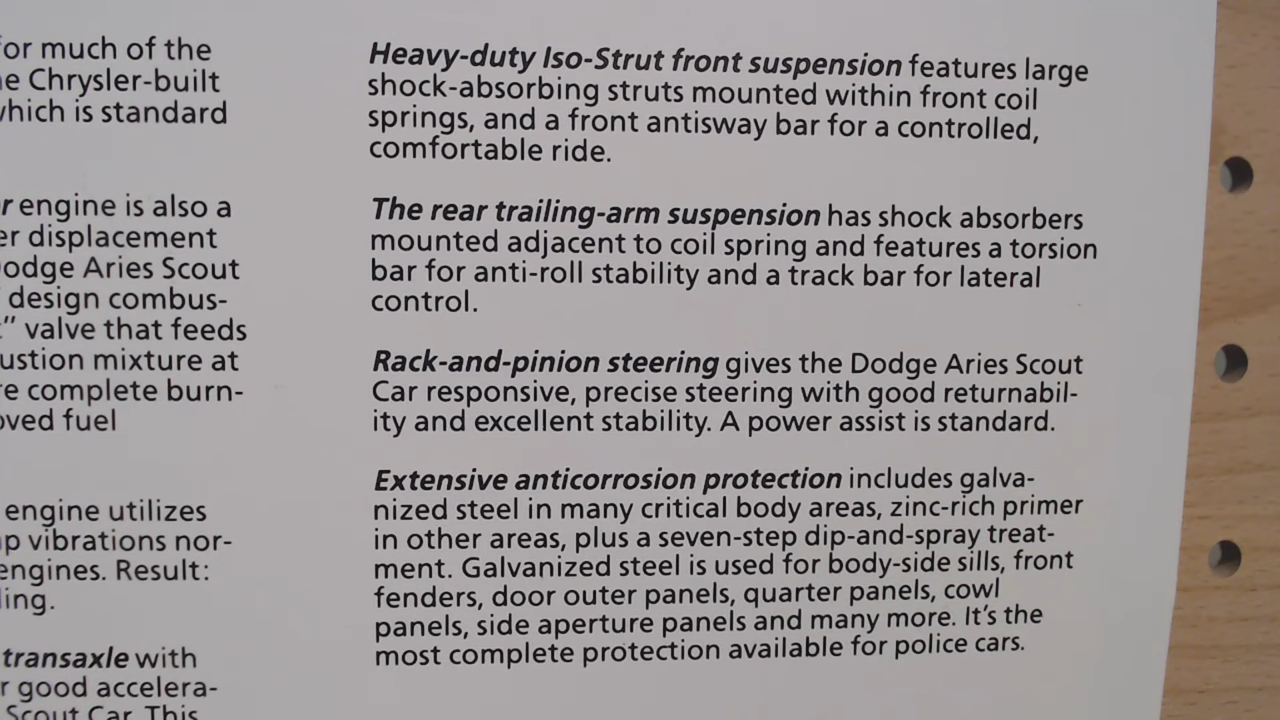 for much of the
Chrysler-built
which is standard
engine is also a
displacement
Dodge Aries Scout
design combus-
valve that feeds
mixture at
complete burn-
fuel
engine utilizes
vibrations nor-
engines. Result:
transaxle with
good accelera-
Scout Car. This
Heavy-duty Iso-Strut front suspension features large
shock-absorbing struts mounted within front coil
springs, and a front antisway bar for a controlled,
comfortable ride.
The rear trailing-arm suspension has shock absorbers
mounted adjacent to coil spring and features a torsion
bar for anti-roll stability and a track bar for lateral
control.
Rack-and-pinion steering gives the Dodge Aries Scout
Car responsive, precise steering with good returnabil-
ity and excellent stability. A power assist is standard.
Extensive anticorrosion protection includes galva-
nized steel in many critical body areas, zinc-rich primer
in other areas, plus a seven-step dip-and-spray treat-
ment. Galvanized steel is used for body-side sills, front
fenders, door outer panels, quarter panels, cowl
panels, side aperture panels and many more. It's the
most complete protection available for police cars.